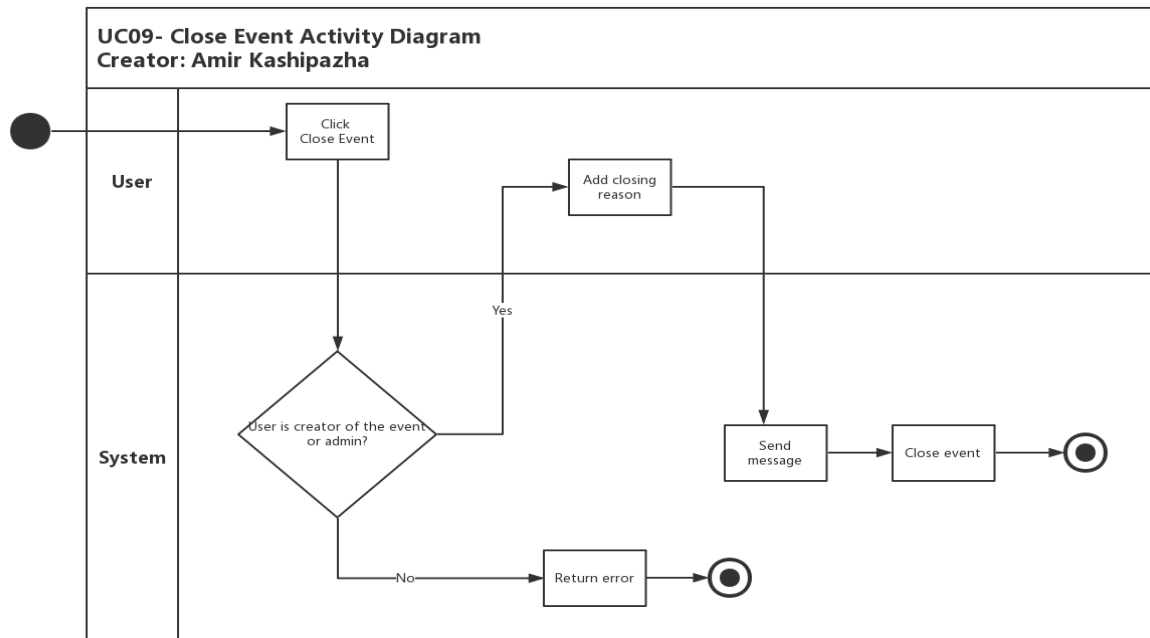 UC09- Close Event Activity Diagram
Creator: Amir Kashipazha
User
Click
Close Event
Add closing
reason
Yes
System
User is creator of the event
or admin?
Send
message
Close event
No
Return error